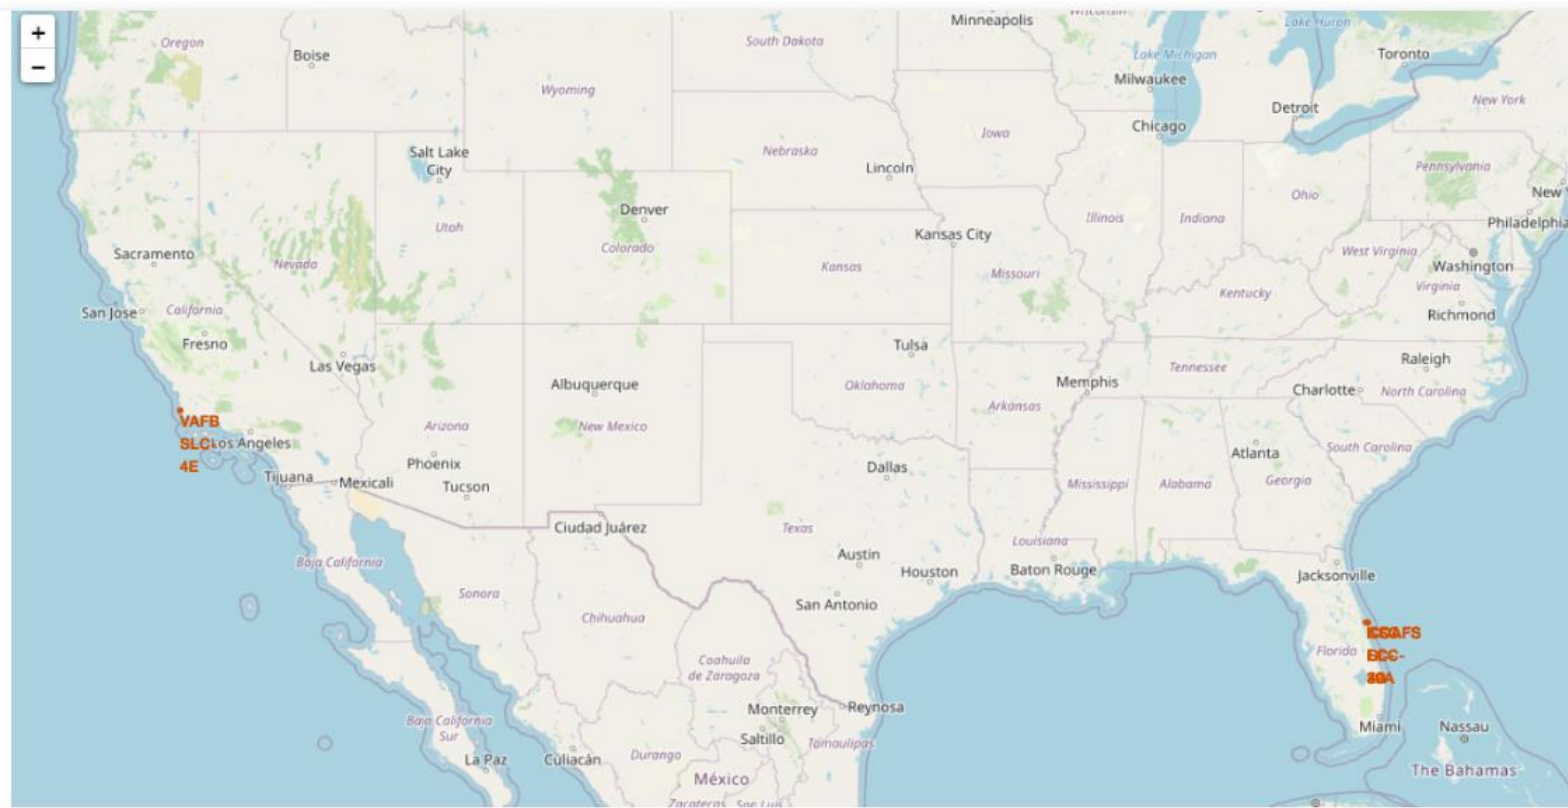 +
−
Oregon
Boise
South Dakota
Minneapolis
Wisconsin
Lake Huron
Lake Michigan
Toronto
Milwaukee
Wyoming
Detroit
New York
Chicago
Iowa
Salt Lake
City
Nebraska
Lincoln
Pennsylvania
Ohio
New
Denver
Illinois
Indiana
Philadelphia
Utah
Kansas City
Colorado
Sacramento
Nevada
Kansas
Missouri
West Virginia
Washington
Virginia
Kentucky
San Jose
California
Richmond
Fresno
Tulsa
Raleigh
Las Vegas
Tennessee
Albuquerque
Oklahoma
Memphis
Charlotte
North Carolina
Arkansas
VAFB
SLC-
4E
Los Angeles
Arizona
New Mexico
South Carolina
Atlanta
Phoenix
Dallas
Tijuana
Mexicali
Tucson
Mississippi
Alabama
Georgia
Ciudad Juárez
Texas
Louisiana
Baja California
Austin
Houston
Baton Rouge
Jacksonville
Sonora
San Antonio
Chihuahua
Florida
Coahuila
de Zaragoza
Monterrey
Reynosa
Baja California
Sur
Saltillo
Tamaulipas
Miami
Nassau
La Paz
Culiacán
Durango
México
The Bahamas
Zacatecas
San Luis